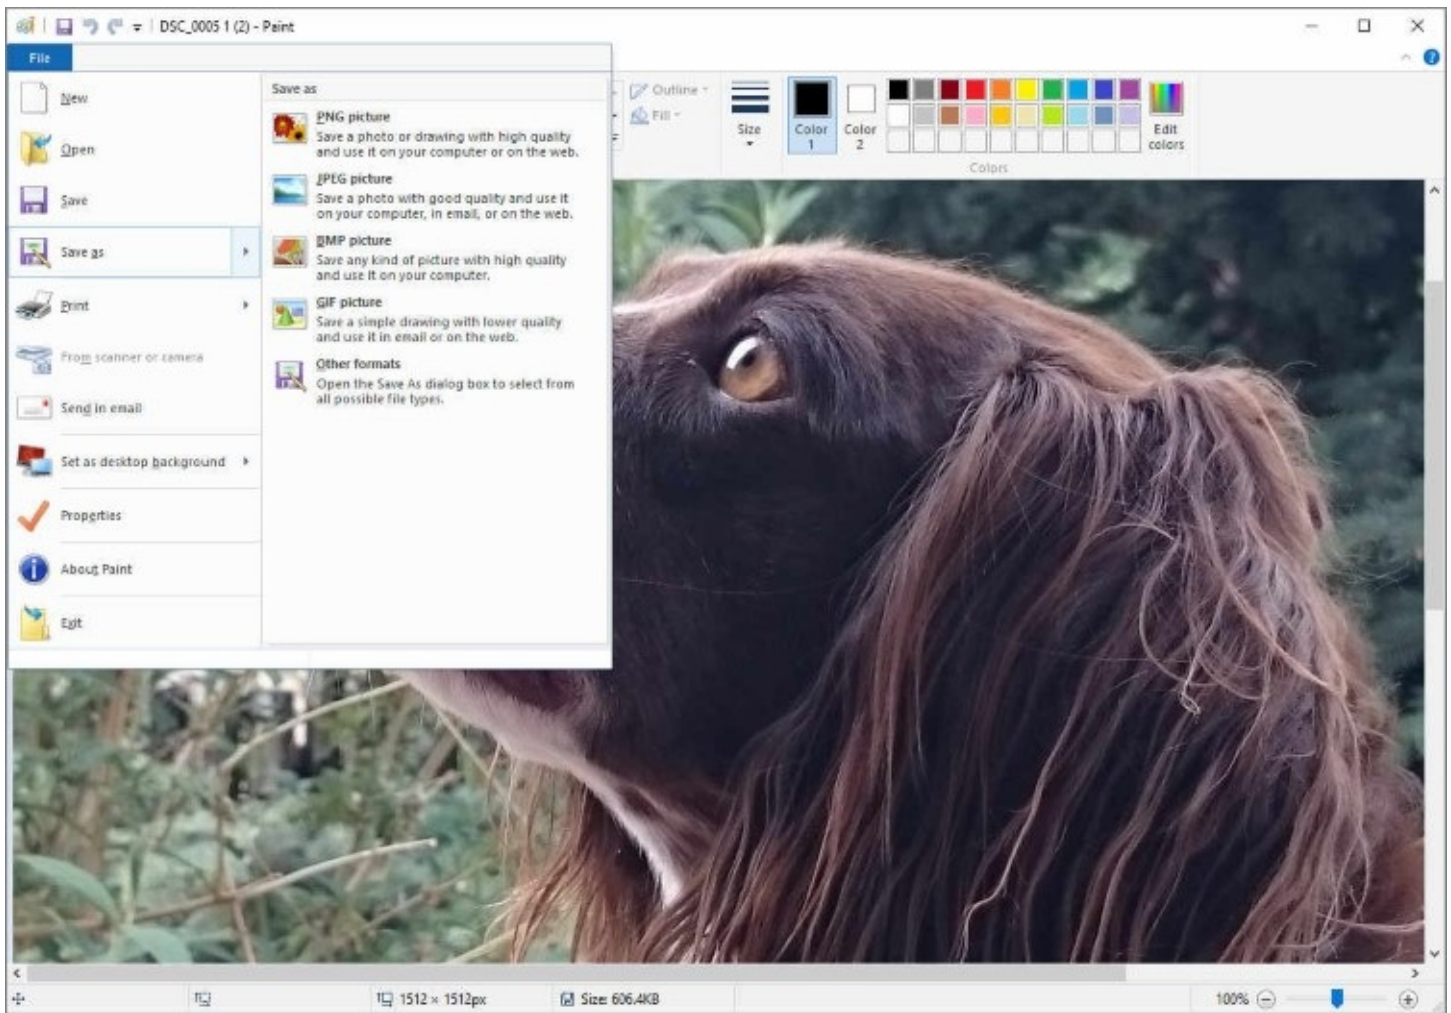 DSC_0005 1 (2) - Paint
File
New
Open
Save
Save as
Print
From scanner or camera
Send in email
Set as desktop background
Properties
About Paint
Exit
Save as
PNG picture
Save a photo or drawing with high quality
and use it on your computer or on the web.
JPEG picture
Save a photo with good quality and use it
on your computer, in email, or on the web.
BMP picture
Save any kind of picture with high quality
and use it on your computer.
GIF picture
Save a simple drawing with lower quality
and use it in email or on the web.
Other formats
Open the Save As dialog box to select from
all possible file types.
Outline
Fill
Size
Color
1
Color
2
Edit
colors
Colors
1512 × 1512px
Size: 606.4KB
100%